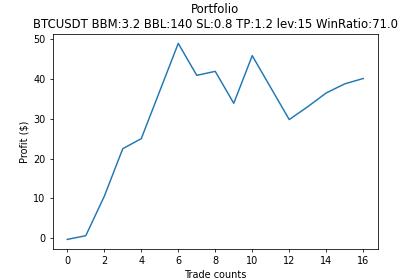 Portfolio
BTCUSDT BBM:3.2 BBL:140 SL:0.8 TP:1.2 lev:15 WinRatio:71.0
50
40
30
20
10
0
Profit ($)
0 2 4 6 8 10 12 14 16
Trade counts